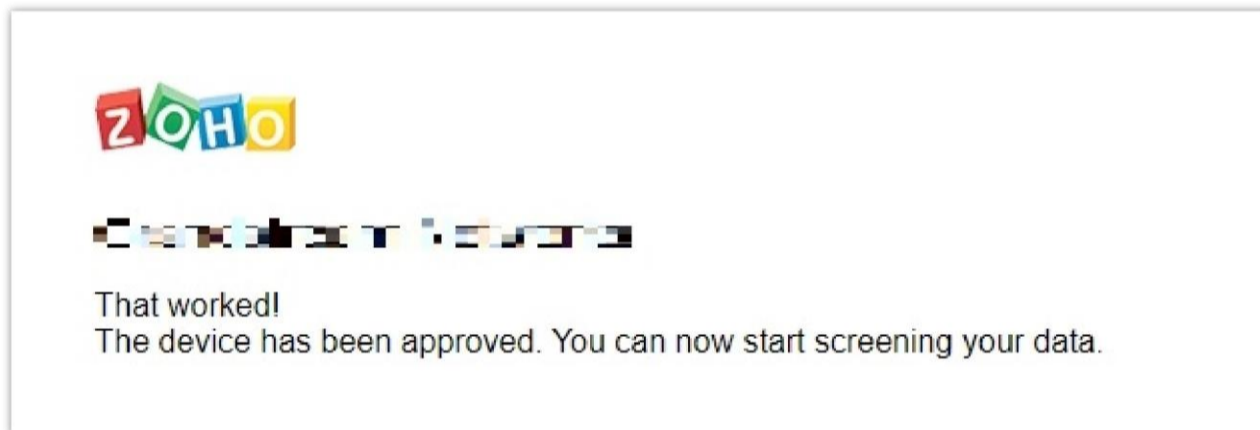 ZOHO
That worked!
The device has been approved. You can now start screening your data.